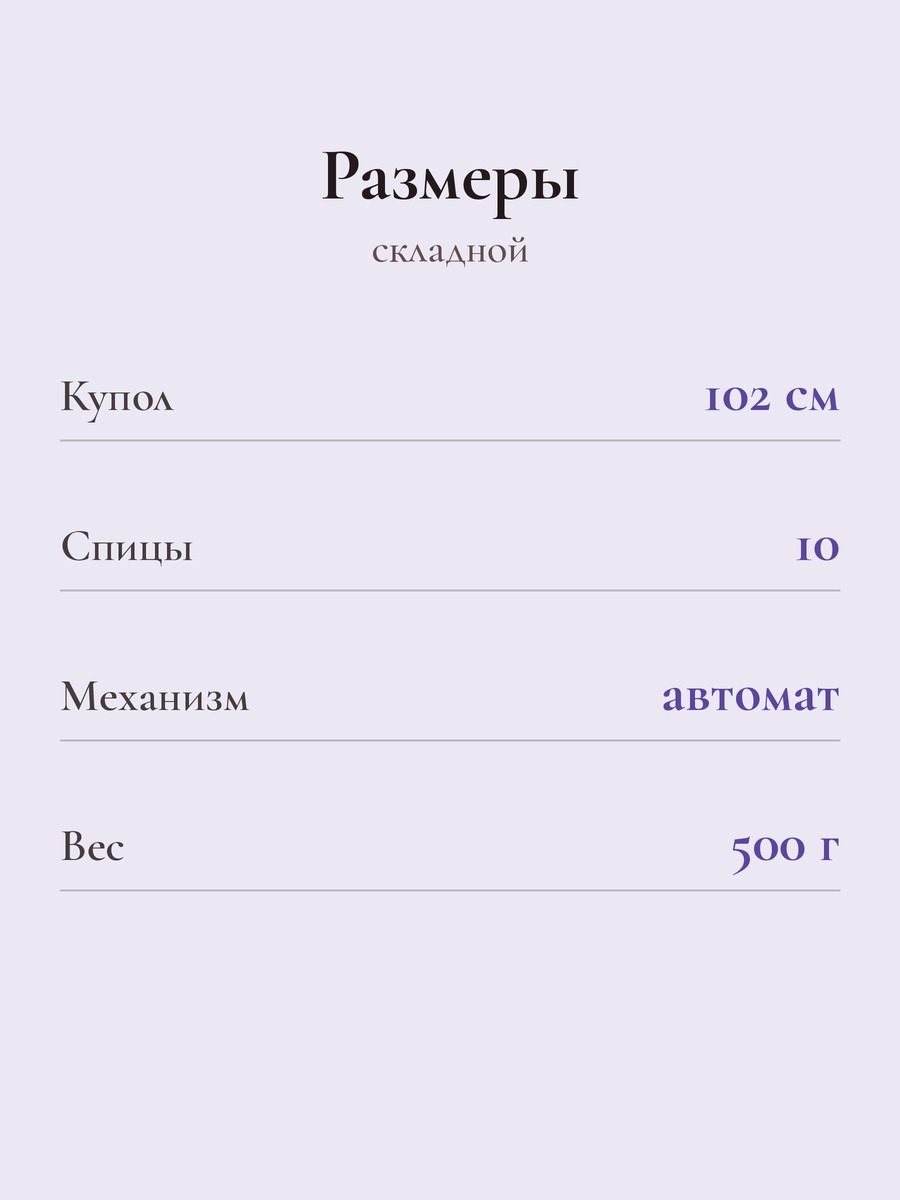 Размеры
складной
Купол 102 см
Спицы 10
Механизм автомат
Вес 500 г